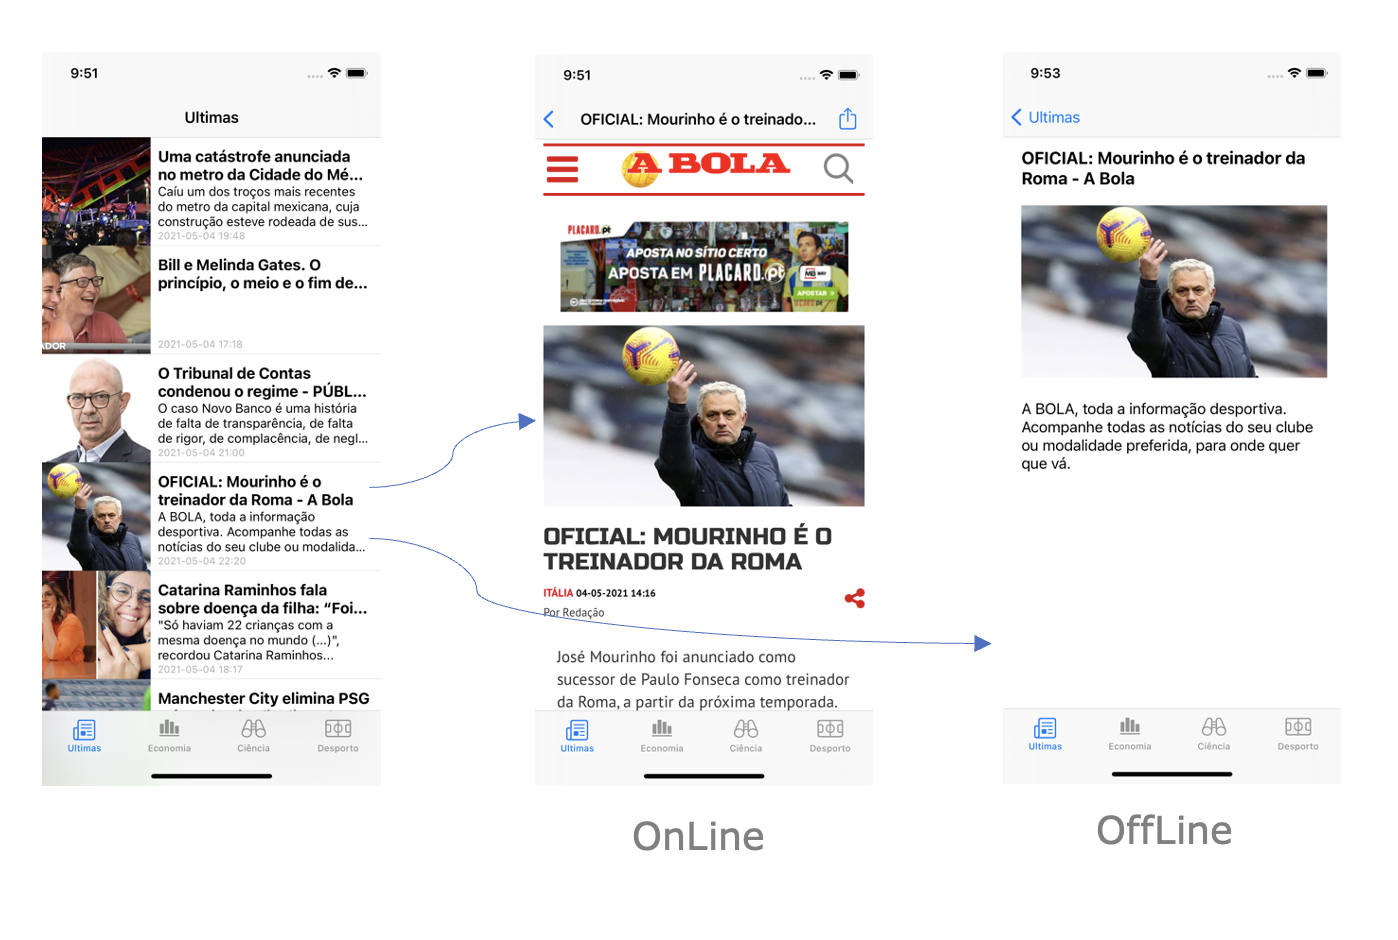 9:51
Ultimas
Uma catástrofe anunciada
no metro da Cidade do Mé...
Caíu um dos troços mais recentes
do metro da capital mexicana, cuja
construção esteve rodeada de sus...
2021-05-04 19:48
Bill e Melinda Gates. O
princípio, o meio e o fim de...
2021-05-04 17:18
ADOR
O Tribunal de Contas
condenou o regime - PÚBL...
O caso Novo Banco é uma história
de falta de transparência, de falta
de rigor, de complacência, de negl...
2021-05-04 21:00
OFICIAL: Mourinho é o
treinador da Roma - A Bola
A BOLA, toda a informação
desportiva. Acompanhe todas as
notícias do seu clube ou modalida...
2021-05-04 22:20
Catarina Raminhos fala
sobre doença da filha: “Foi...
"Só haviam 22 crianças com a
mesma doença no mundo (...)",
recordou Catarina Raminhos...
2021-05-04 18:17
Manchester City elimina PSG
Ultimas Economia Ciência Desporto
9:51
OFICIAL: Mourinho é o treinado...
A BOLA
PLACARD.pt
APOSTA NO SÍTIO CERTO
APOSTA EM PLACARD.pt
MB WAY
APOSTAR >
OFICIAL: MOURINHO É O
TREINADOR DA ROMA
ITÁLIA 04-05-2021 14:16
Por Redação
José Mourinho foi anunciado como
sucessor de Paulo Fonseca como treinador
da Roma, a partir da próxima temporada.
Ultimas Economia Ciência Desporto
OnLine
9:53
Ultimas
OFICIAL: Mourinho é o treinador da
Roma - A Bola
A BOLA, toda a informação desportiva.
Acompanhe todas as notícias do seu clube
ou modalidade preferida, para onde quer
que vá.
Ultimas Economia Ciência Desporto
OffLine